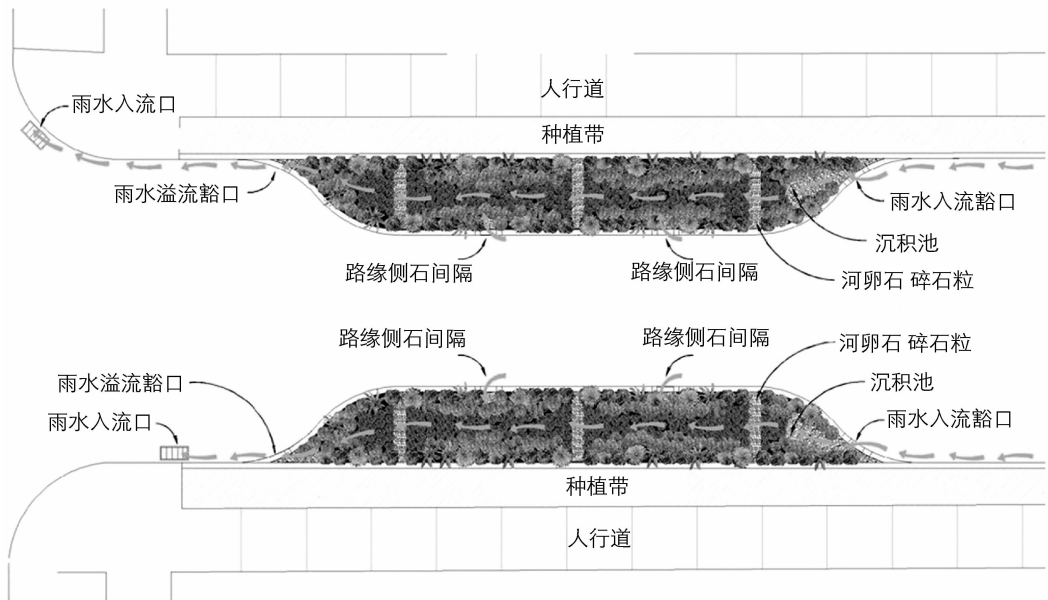 人行道
雨水入流口
种植带
雨水溢流豁口
雨水入流豁口
沉积池
路缘侧石间隔
路缘侧石间隔
河卵石 碎石粒
路缘侧石间隔
路缘侧石间隔
河卵石 碎石粒
雨水溢流豁口
沉积池
雨水入流口
雨水入流豁口
种植带
人行道